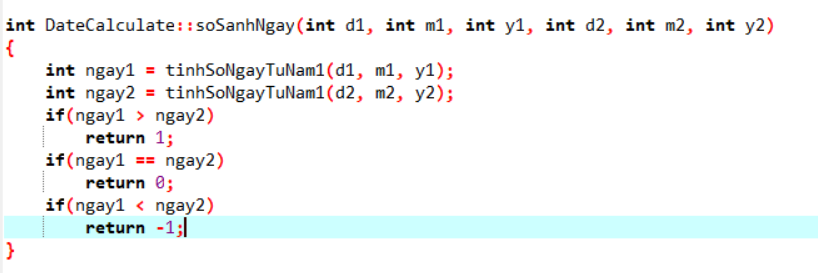 int DateCalculate::soSanhNgay(int d1, int m1, int y1, int d2, int m2, int y2)
{
    int ngay1 = tinhSoNgayTuNam1(d1, m1, y1);
    int ngay2 = tinhSoNgayTuNam1(d2, m2, y2);
    if(ngay1 > ngay2)
        return 1;
    if(ngay1 == ngay2)
        return 0;
    if(ngay1 < ngay2)
        return -1;
}